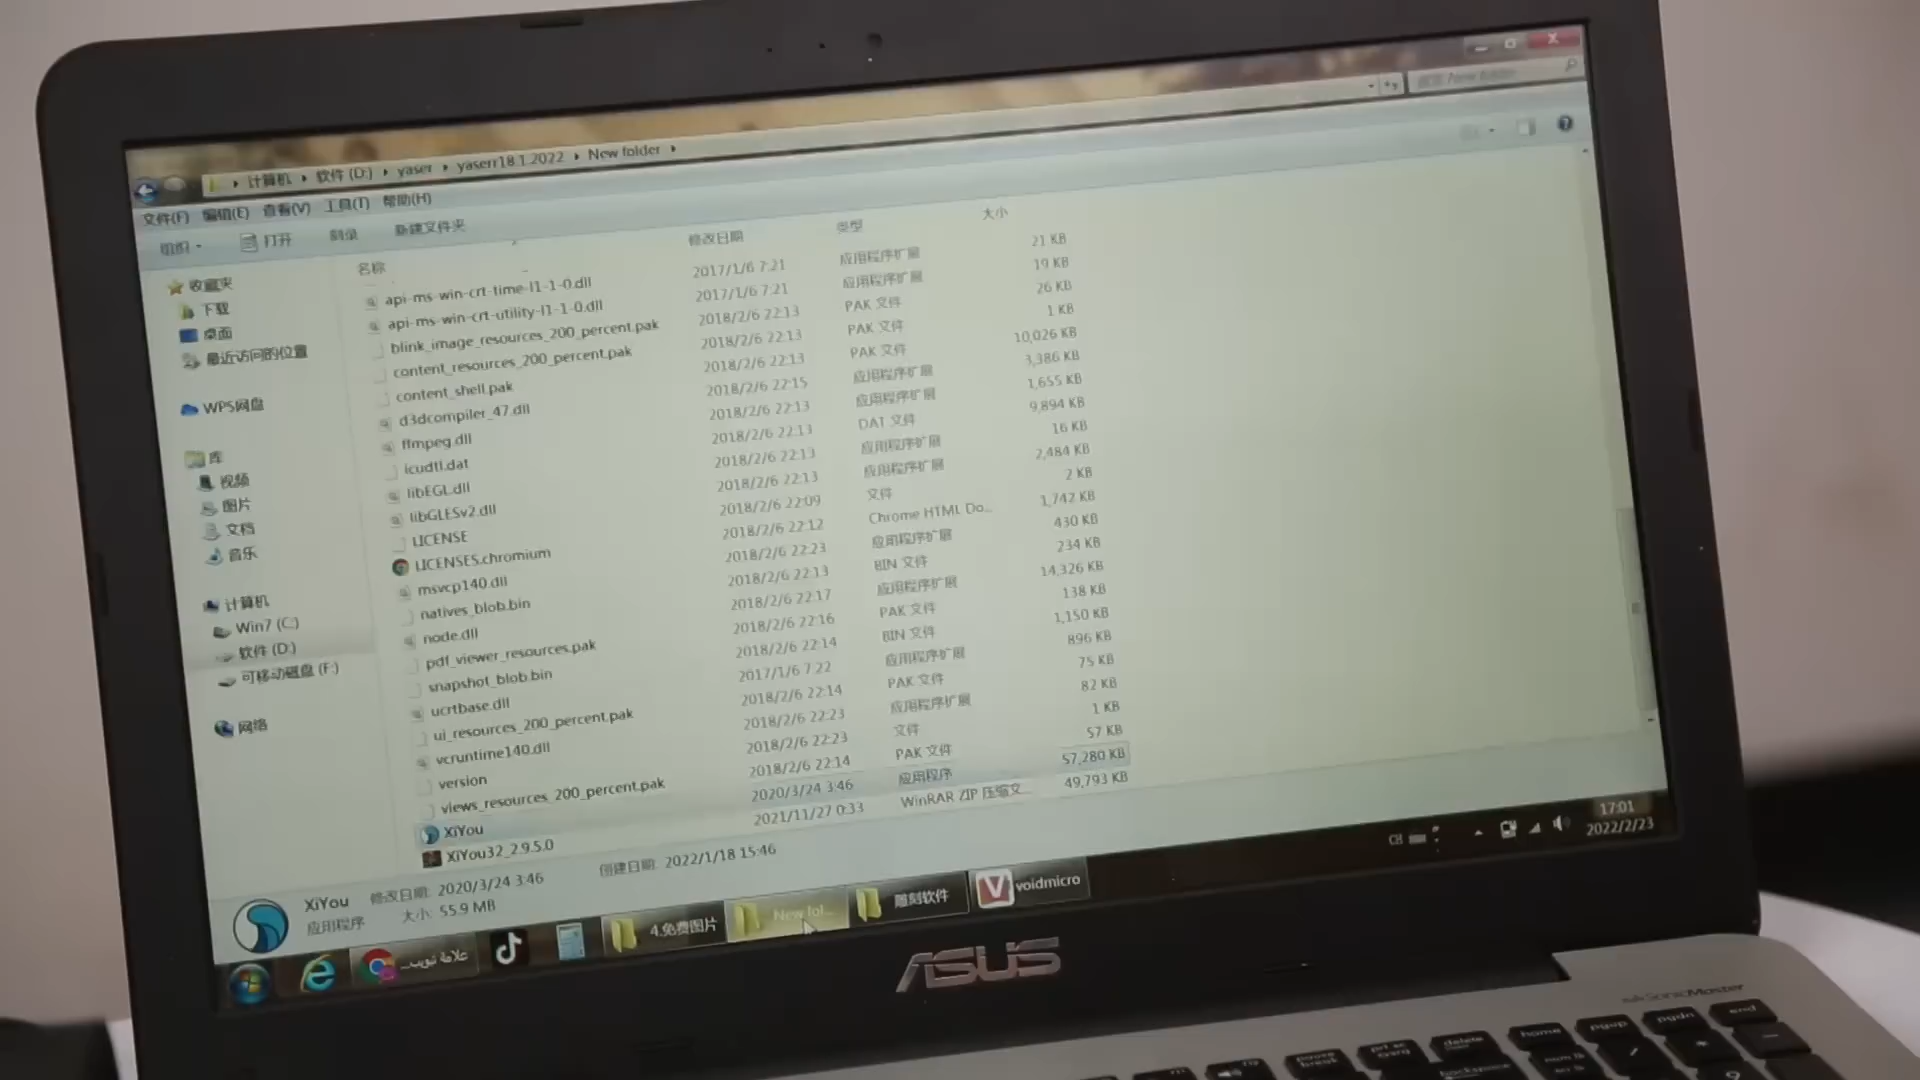 计算机 ▸ 软件 (D:) ▸ yaser ▸ yaserr18.1.2022 ▸ New folder ▸
文件(F) 编辑(E) 查看(V) 工具(T) 帮助(H)
组织 打开 刻录 新建文件夹
收藏夹
下载
桌面
最近访问的位置
WPS网盘
库
视频
图片
文档
音乐
计算机
Win7 (C:)
软件 (D:)
可移动磁盘 (F:)
网络
名称 修改日期 类型 大小
api-ms-win-crt-time-l1-1-0.dll 2017/1/6 7:21 应用程序扩展 21 KB
api-ms-win-crt-utility-l1-1-0.dll 2017/1/6 7:21 应用程序扩展 19 KB
blink_image_resources_200_percent.pak 2018/2/6 22:13 PAK 文件 26 KB
content_resources_200_percent.pak 2018/2/6 22:13 PAK 文件 1 KB
content_shell.pak 2018/2/6 22:13 PAK 文件 10,026 KB
d3dcompiler_47.dll 2018/2/6 22:15 应用程序扩展 3,386 KB
ffmpeg.dll 2018/2/6 22:13 应用程序扩展 1,655 KB
icudtl.dat 2018/2/6 22:13 DAT 文件 9,894 KB
libEGL.dll 2018/2/6 22:13 应用程序扩展 16 KB
libGLESv2.dll 2018/2/6 22:13 应用程序扩展 2,484 KB
LICENSE 2018/2/6 22:09 文件 2 KB
LICENSES.chromium 2018/2/6 22:12 Chrome HTML Do... 1,742 KB
msvcp140.dll 2018/2/6 22:23 应用程序扩展 430 KB
natives_blob.bin 2018/2/6 22:13 BIN 文件 234 KB
node.dll 2018/2/6 22:17 应用程序扩展 14,326 KB
pdf_viewer_resources.pak 2018/2/6 22:16 PAK 文件 138 KB
snapshot_blob.bin 2018/2/6 22:14 BIN 文件 1,150 KB
ucrtbase.dll 2017/1/6 7:22 应用程序扩展 896 KB
ui_resources_200_percent.pak 2018/2/6 22:14 PAK 文件 75 KB
vcruntime140.dll 2018/2/6 22:23 应用程序扩展 82 KB
version 2018/2/6 22:23 文件 1 KB
views_resources_200_percent.pak 2018/2/6 22:14 PAK 文件 57 KB
XiYou 2020/3/24 3:46 应用程序 57,280 KB
XiYou32_2.9.5.0 2021/11/27 0:33 WinRAR ZIP 压缩文... 49,793 KB
XiYou 修改日期: 2020/3/24 3:46 创建日期: 2022/1/18 15:46
应用程序 大小: 55.9 MB
علامة تبويب... 4.免费图片 New fol... 雕刻软件 voidmicro
CH 17:01
2022/2/23
ASUS
SonicMaster
home pgup pgdn end
pause break prt sc delete
backspace num lk